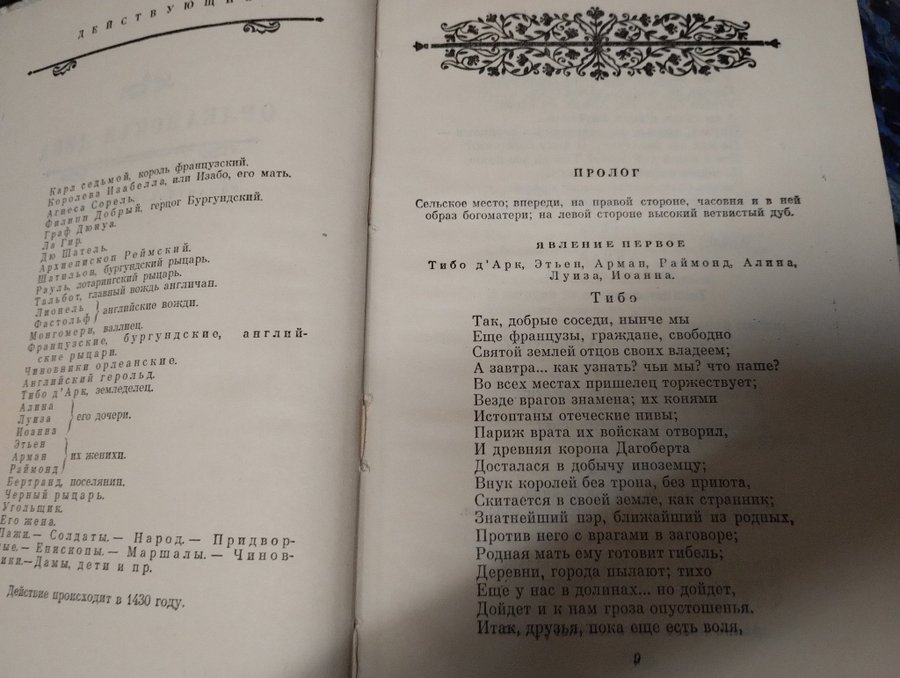 ДЕЙСТВУЮЩИ
Карл седьмой, король французский.
Королева Изабелла, или Изабо, его мать.
Агнеса Сорель.
Филипп Добрый, герцог Бургундский.
Граф Дюнуа.
Ла Гир.
Дю Шатель.
Архиепископ Реймский.
Шатильон, бургундский рыцарь.
Рауль, лотарингский рыцарь.
Тальбот, главный вождь англичан.
Лионель
Фастольф
английские вожди.
Монгомери, валлиец.
Французские, бургундские, англий-
ские рыцари.
Чиновники орлеанские.
Английский герольд.
Тибо д'Арк, земледелец.
Алина
Луиза
Иоанна
его дочери.
Этьен
Арман
Раймонд
их женихи.
Бертранд, поселянин.
Черный рыцарь.
Угольщик.
Его жена.
Пажи.— Солдаты.— Народ.— Придвор-
ые.— Епископы.— Маршалы.— Чинов-
ики.— Дамы, дети и пр.
Действие происходит в 1430 году.
ПРОЛОГ
Сельское место; впереди, на правой стороне, часовня и в ней
образ богоматери; на левой стороне высокий ветвистый дуб.
ЯВЛЕНИЕ ПЕРВОЕ
Тибо д'Арк, Этьен, Арман, Раймонд, Алина,
Луиза, Иоанна.
Тибо
Так, добрые соседи, нынче мы
Еще французы, граждане, свободно
Святой землей отцов своих владеем;
А завтра... как узнать? чьи мы? что наше?
Во всех местах пришелец торжествует;
Везде врагов знамена; их конями
Истоптаны отеческие нивы;
Париж врата их войскам отворил,
И древняя корона Дагоберта
Досталася в добычу иноземцу;
Внук королей без трона, без приюта,
Скитается в своей земле, как странник;
Знатнейший пэр, ближайший из родных,
Против него с врагами в заговоре;
Родная мать ему готовит гибель;
Деревни, города пылают; тихо
Еще у нас в долинах... но дойдет,
Дойдет и к нам гроза опустошенья.
Итак, друзья, пока еще есть воля,
9